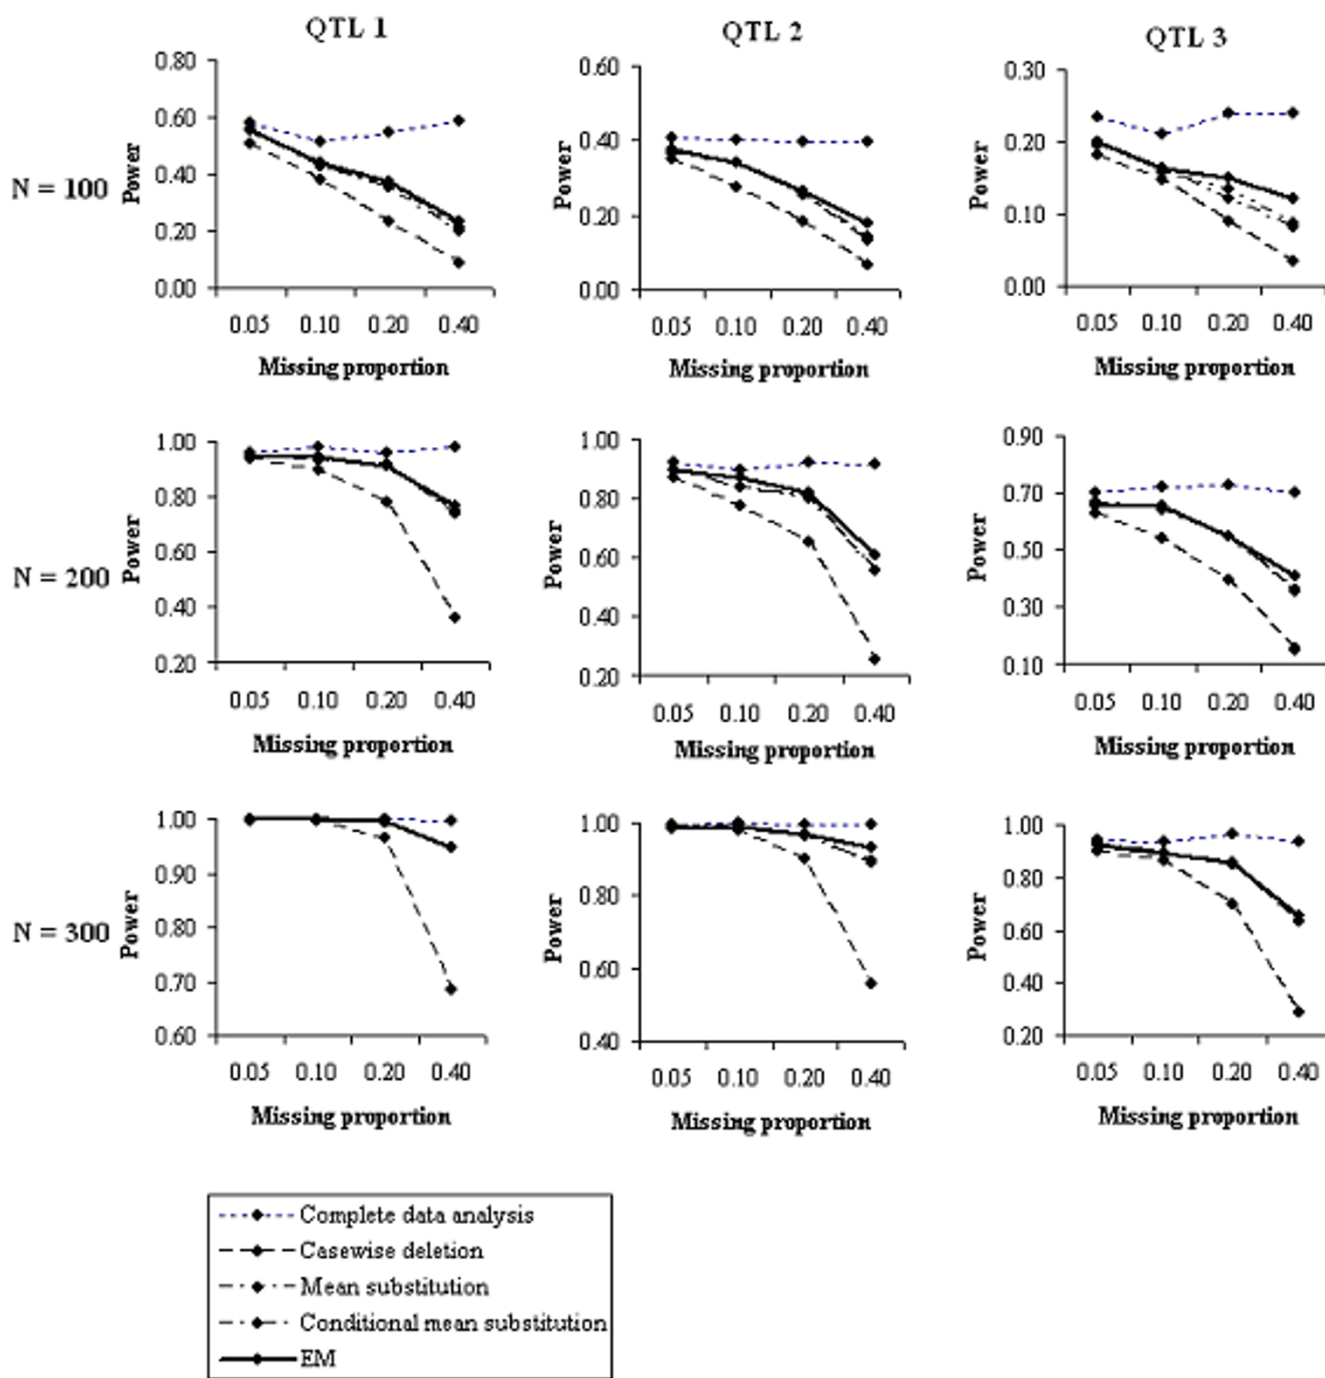 QTL 1 QTL 2 QTL 3
N = 100
Power
0.80
0.60
0.40
0.20
0.00
0.05 0.10 0.20 0.40
Missing proportion
Power
0.60
0.40
0.20
0.00
0.05 0.10 0.20 0.40
Missing proportion
Power
0.30
0.20
0.10
0.00
0.05 0.10 0.20 0.40
Missing proportion
N = 200
Power
1.00
0.80
0.60
0.40
0.20
0.05 0.10 0.20 0.40
Missing proportion
Power
1.00
0.80
0.60
0.40
0.20
0.05 0.10 0.20 0.40
Missing proportion
Power
0.90
0.70
0.50
0.30
0.10
0.05 0.10 0.20 0.40
Missing proportion
N = 300
Power
1.00
0.90
0.80
0.70
0.60
0.05 0.10 0.20 0.40
Missing proportion
Power
1.00
0.80
0.60
0.40
0.05 0.10 0.20 0.40
Missing proportion
Power
1.00
0.80
0.60
0.40
0.20
0.05 0.10 0.20 0.40
Missing proportion
Complete data analysis
Casewise deletion
Mean substitution
Conditional mean substitution
EM